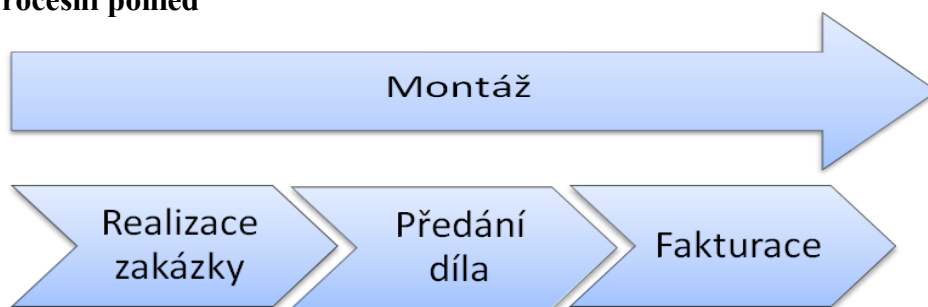 rocesní pohled
Montáž
Realizace
zakázky
Předání
díla
Fakturace